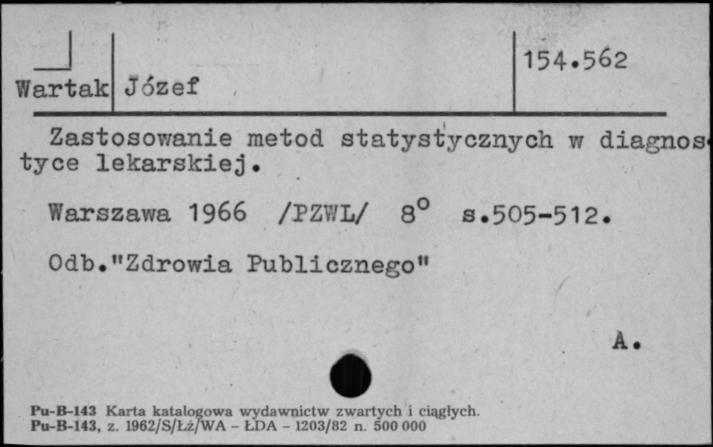 154.562
Wartak Józef
Zastosowanie metod statystycznych w diagnos-
tyce lekarskiej.
Warszawa 1966 /PZWL/ 8° s.505-512.
Odb."Zdrowia Publicznego"
A.
Pu-B-143 Karta katalogowa wydawnictw zwartych i ciągłych.
Pu-B-143, z. 1962/S/Łż/WA - ŁDA - 1203/82 n. 500 000